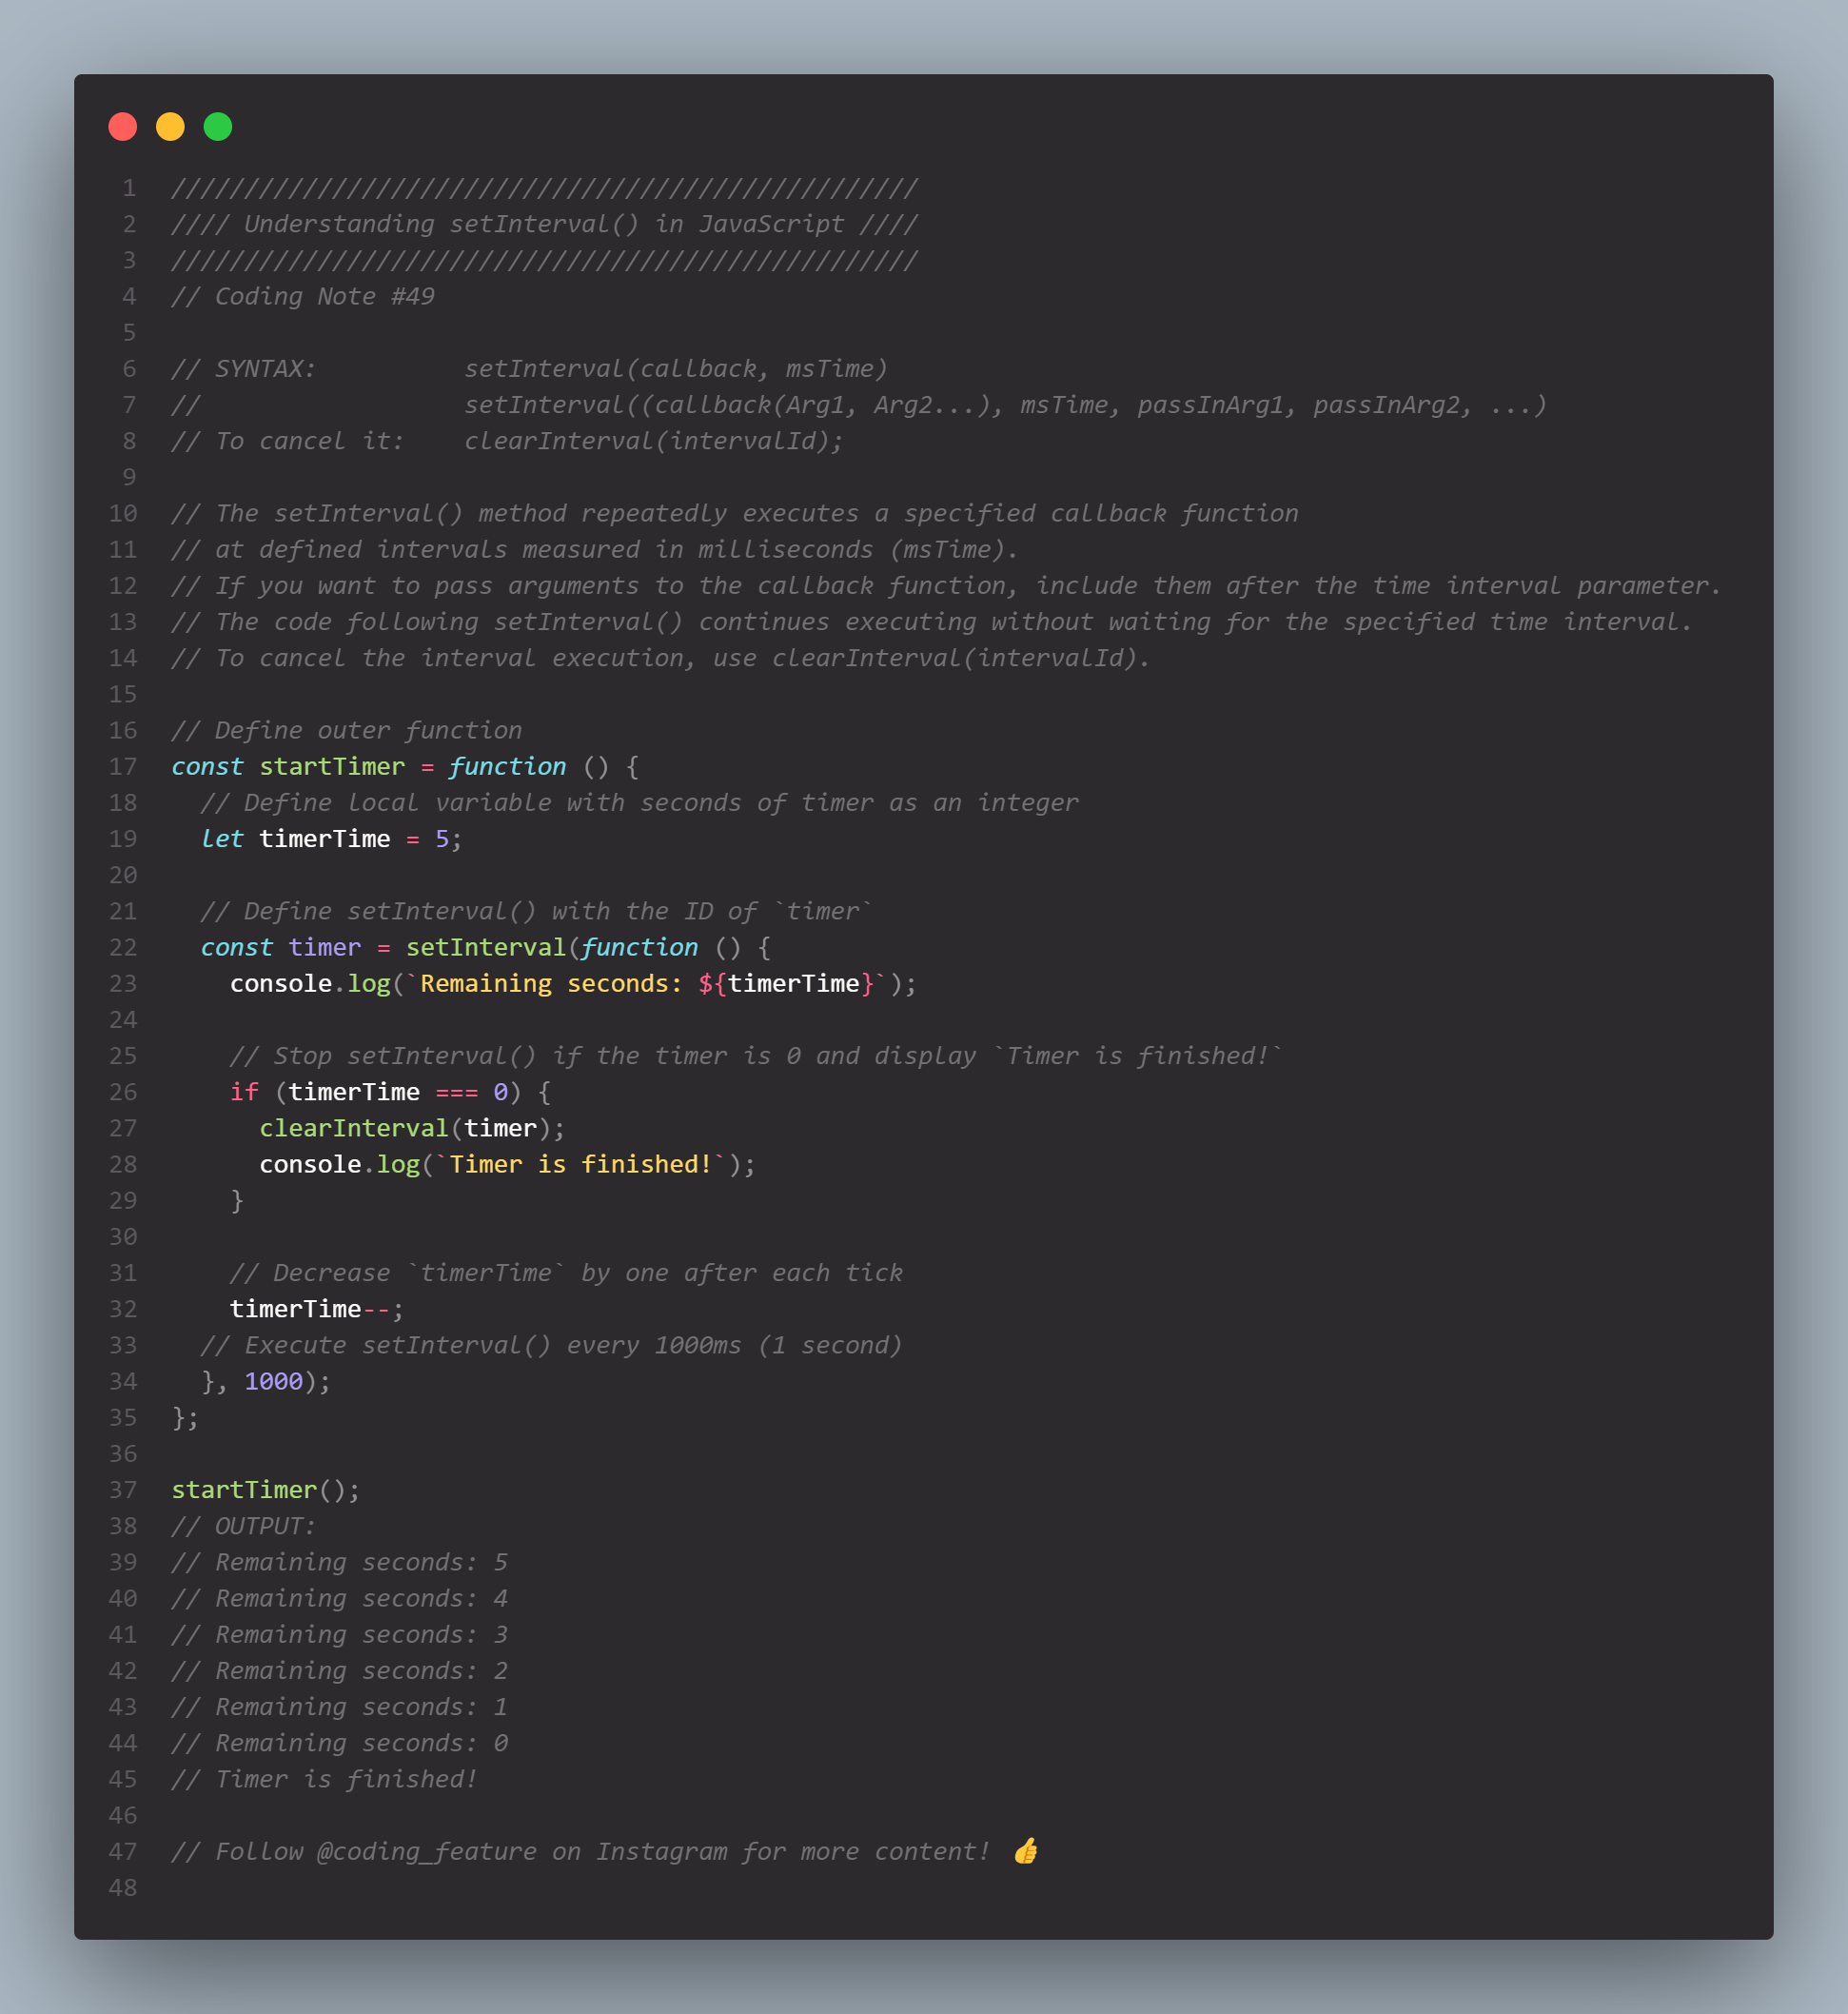 1 ///////////////////////////////////////////////////
2 //// Understanding setInterval() in JavaScript ////
3 ///////////////////////////////////////////////////
4 // Coding Note #49
5
6 // SYNTAX:          setInterval(callback, msTime)
7 //                  setInterval((callback(Arg1, Arg2...), msTime, passInArg1, passInArg2, ...)
8 // To cancel it:    clearInterval(intervalId);
9
10 // The setInterval() method repeatedly executes a specified callback function
11 // at defined intervals measured in milliseconds (msTime).
12 // If you want to pass arguments to the callback function, include them after the time interval parameter.
13 // The code following setInterval() continues executing without waiting for the specified time interval.
14 // To cancel the interval execution, use clearInterval(intervalId).
15
16 // Define outer function
17 const startTimer = function () {
18   // Define local variable with seconds of timer as an integer
19   let timerTime = 5;
20
21   // Define setInterval() with the ID of `timer`
22   const timer = setInterval(function () {
23     console.log(`Remaining seconds: ${timerTime}`);
24
25     // Stop setInterval() if the timer is 0 and display `Timer is finished!`
26     if (timerTime === 0) {
27       clearInterval(timer);
28       console.log(`Timer is finished!`);
29     }
30
31     // Decrease `timerTime` by one after each tick
32     timerTime--;
33   // Execute setInterval() every 1000ms (1 second)
34   }, 1000);
35 };
36
37 startTimer();
38 // OUTPUT:
39 // Remaining seconds: 5
40 // Remaining seconds: 4
41 // Remaining seconds: 3
42 // Remaining seconds: 2
43 // Remaining seconds: 1
44 // Remaining seconds: 0
45 // Timer is finished!
46
47 // Follow @coding_feature on Instagram for more content! 👍
48